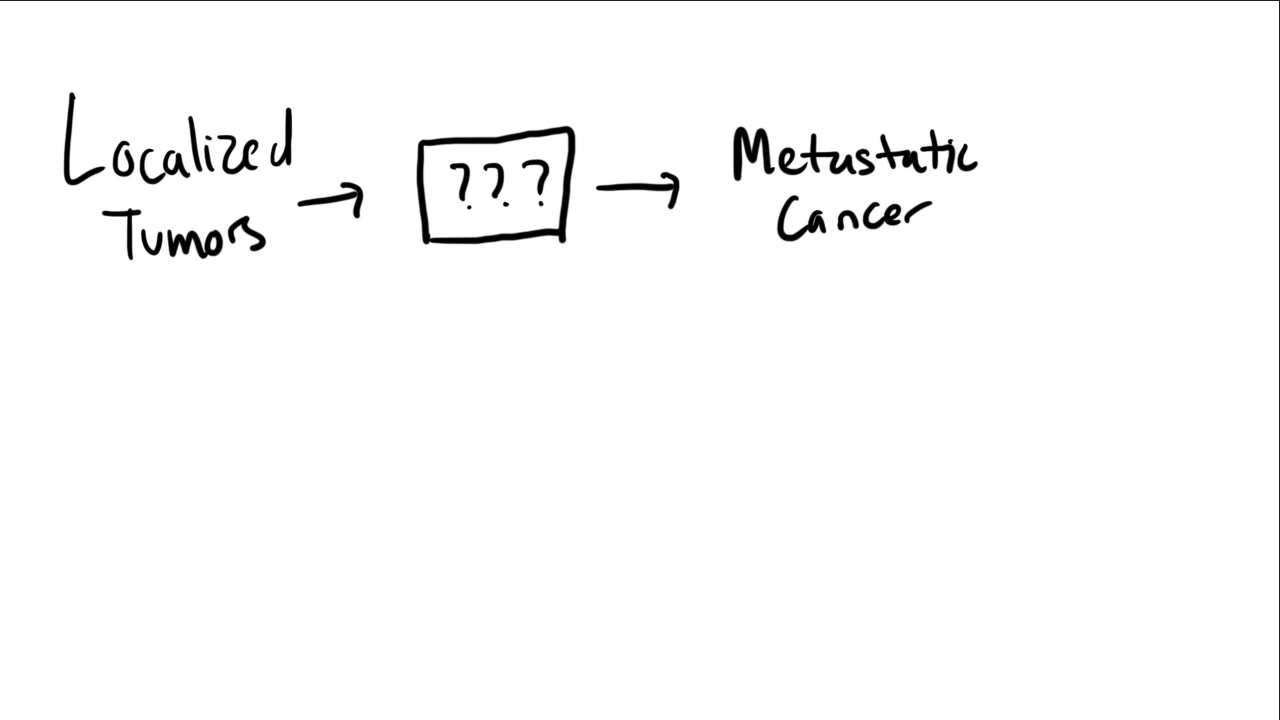 Localized
Tumors → ??? → Metastatic
Cancer